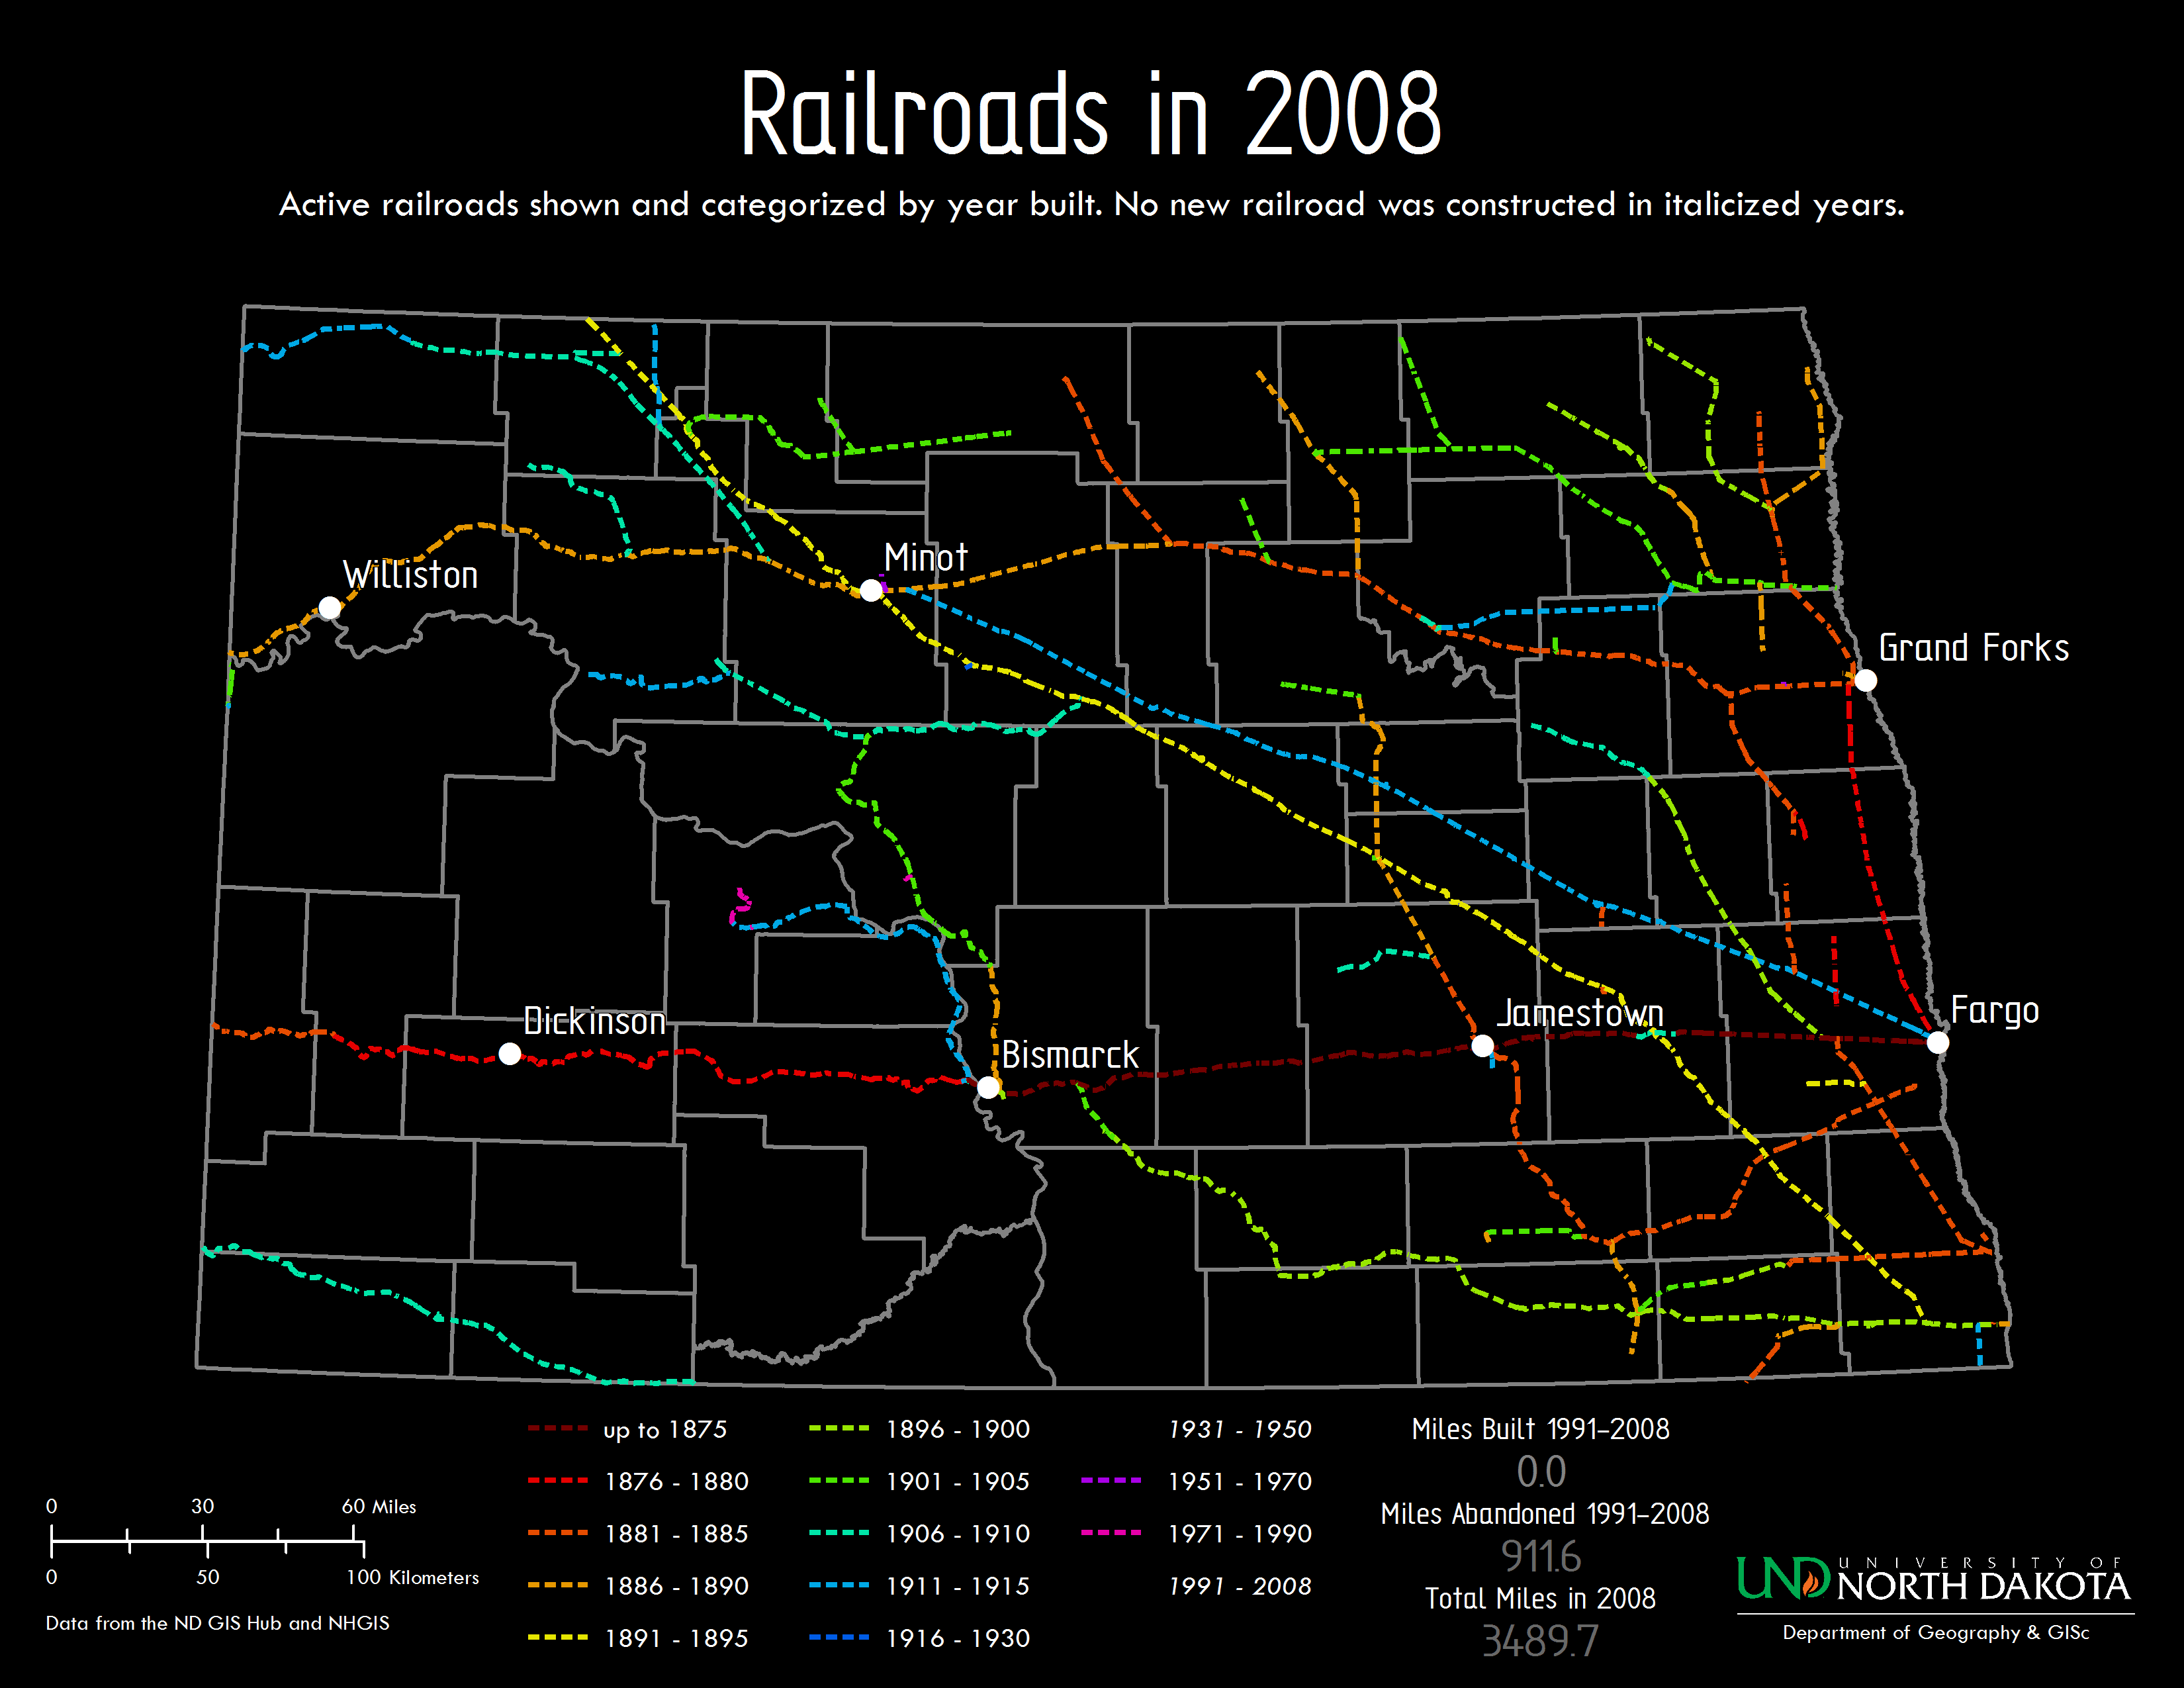 Railroads in 2008
Active railroads shown and categorized by year built. No new railroad was constructed in italicized years.
Minot
Williston
Grand Forks
Dickinson
Jamestown
Fargo
Bismarck
up to 1875
1876 - 1880
1881 - 1885
1886 - 1890
1891 - 1895
1896 - 1900
1901 - 1905
1906 - 1910
1911 - 1915
1916 - 1930
1931 - 1950
1951 - 1970
1971 - 1990
1991 - 2008
Miles Built 1991-2008
0.0
Miles Abandoned 1991-2008
911.6
Total Miles in 2008
3489.7
0 30 60 Miles
0 50 100 Kilometers
Data from the ND GIS Hub and NHGIS
UND UNIVERSITY OF
NORTH DAKOTA
Department of Geography & GISc